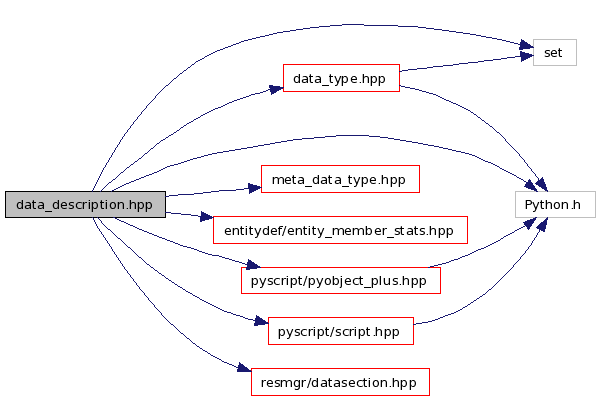 set
data_type.hpp
meta_data_type.hpp
data_description.hpp
Python.h
entitydef/entity_member_stats.hpp
pyscript/pyobject_plus.hpp
pyscript/script.hpp
resmgr/datasection.hpp